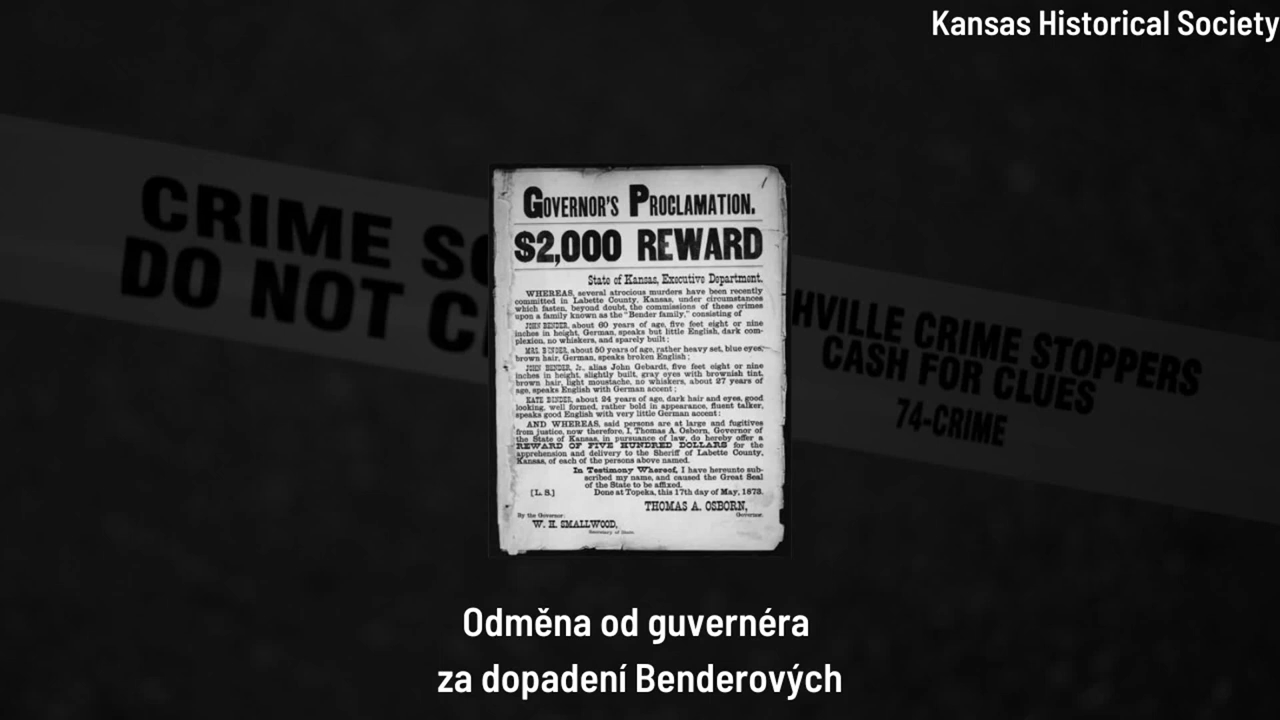 Kansas Historical Society
CRIME SC
DO NOT C
HVILLE CRIME STOPPERS
CASH FOR CLUES
74-CRIME
GOVERNOR'S PROCLAMATION.
$2,000 REWARD
State of Kansas, Executive Department.
WHEREAS, several atrocious murders have been recently
committed in Labette County, Kansas, under circumstances
which fasten, beyond doubt, the commissions of these crimes
upon a family known as the "Bender family," consisting of
JOHN BENDER, about 60 years of age, five feet eight or nine
inches in height, German, speaks but little English, dark com-
plexion, no whiskers, and sparely built;
MRS. BENDER, about 50 years of age, rather heavy set, blue eyes,
brown hair, German, speaks broken English;
JOHN BENDER, Jr., alias John Gebardt, five feet eight or nine
inches in height, slightly built, gray eyes with brownish tint,
brown hair, light moustache, no whiskers, about 27 years of
age, speaks English with German accent;
KATE BENDER, about 24 years of age, dark hair and eyes, good
looking, well formed, rather bold in appearance, fluent talker,
speaks good English with very little German accent:
AND WHEREAS, said persons are at large and fugitives
from justice, now therefore, I, Thomas A. Osborn, Governor of
the State of Kansas, in pursuance of law, do hereby offer a
REWARD OF FIVE HUNDRED DOLLARS for the
apprehension and delivery to the Sheriff of Labette County,
Kansas, of each of the persons above named.
In Testimony Whereof, I have hereunto sub-
scribed my name, and caused the Great Seal
of the State to be affixed.
[L. S.] Done at Topeka, this 17th day of May, 1873.
THOMAS A. OSBORN,
Governor.
By the Governor:
W. H. SMALLWOOD,
Secretary of State.
Odměna od guvernéra
za dopadení Benderových